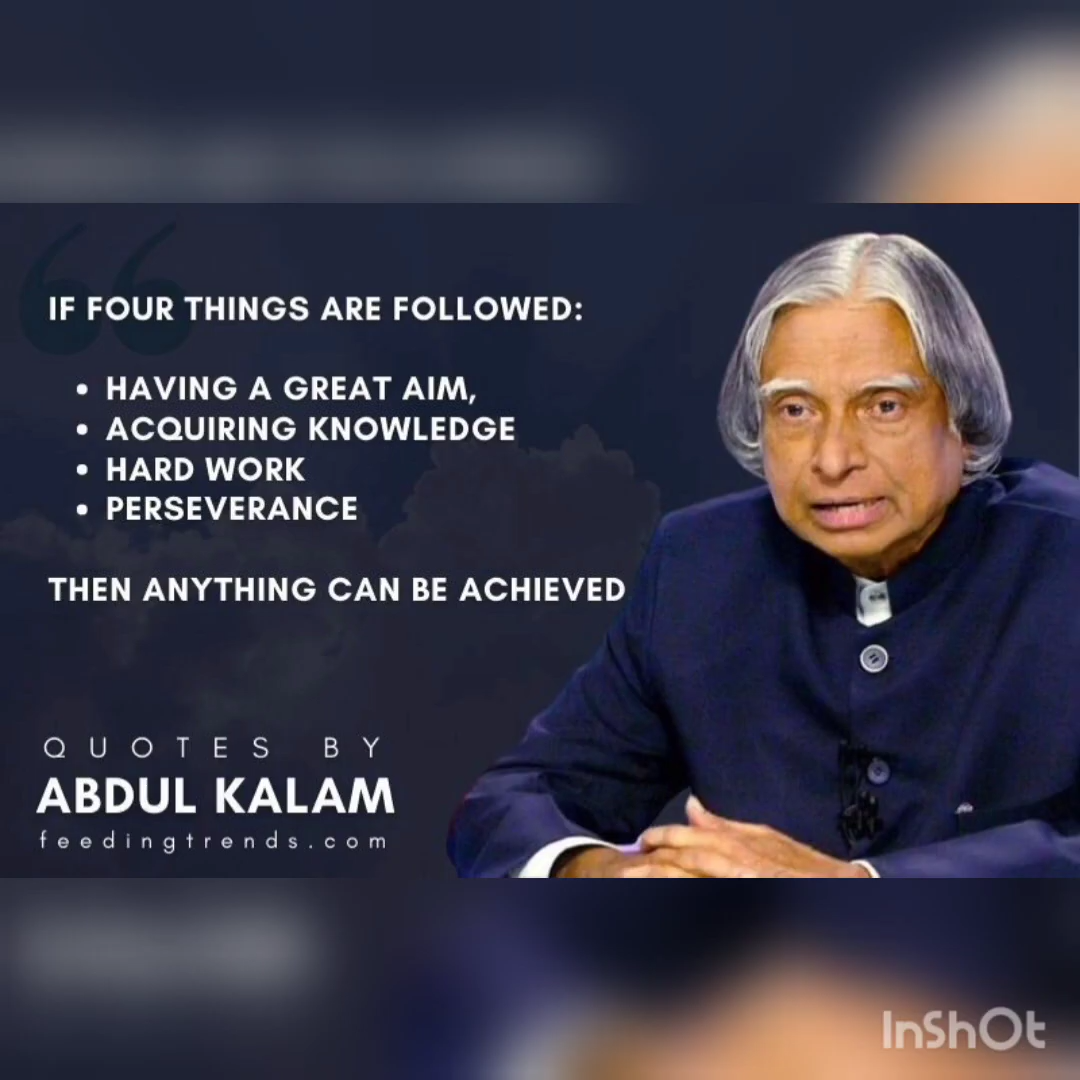 IF FOUR THINGS ARE FOLLOWED:
• HAVING A GREAT AIM,
• ACQUIRING KNOWLEDGE
• HARD WORK
• PERSEVERANCE
THEN ANYTHING CAN BE ACHIEVED
QUOTES BY
ABDUL KALAM
feedingtrends.com
InShOt